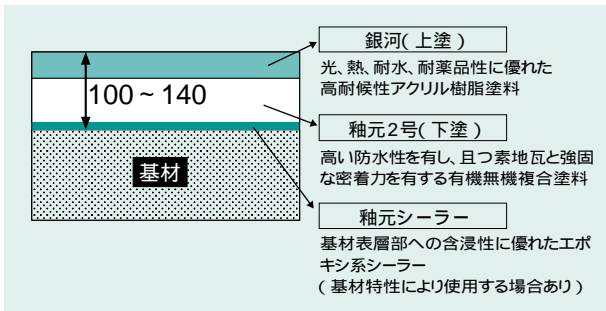 銀河(上塗)
光、熱、耐水、耐薬品性に優れた
高耐候性アクリル樹脂塗料
100~140
釉元2号(下塗)
高い防水性を有し、且つ素地瓦と強固
な密着力を有する有機無機複合塗料
基材
釉元シーラー
基材表層部への含浸性に優れたエポ
キシ系シーラー
(基材特性により使用する場合あり)